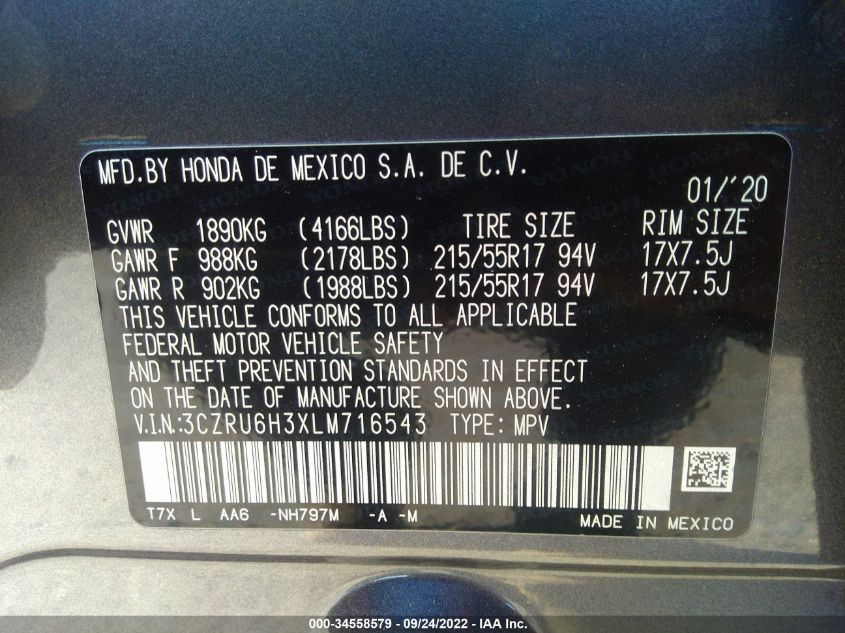 MFD.BY HONDA DE MEXICO S.A. DE C.V.
01/'20
GVWR 1890KG (4166LBS) TIRE SIZE RIM SIZE
GAWR F 988KG (2178LBS) 215/55R17 94V 17X7.5J
GAWR R 902KG (1988LBS) 215/55R17 94V 17X7.5J
THIS VEHICLE CONFORMS TO ALL APPLICABLE
FEDERAL MOTOR VEHICLE SAFETY
AND THEFT PREVENTION STANDARDS IN EFFECT
ON THE DATE OF MANUFACTURE SHOWN ABOVE.
V.I.N.:3CZRU6H3XLM716543 TYPE: MPV
T7X L AA6 -NH797M -A -M
MADE IN MEXICO
000-34558579 - 09/24/2022 - IAA Inc.